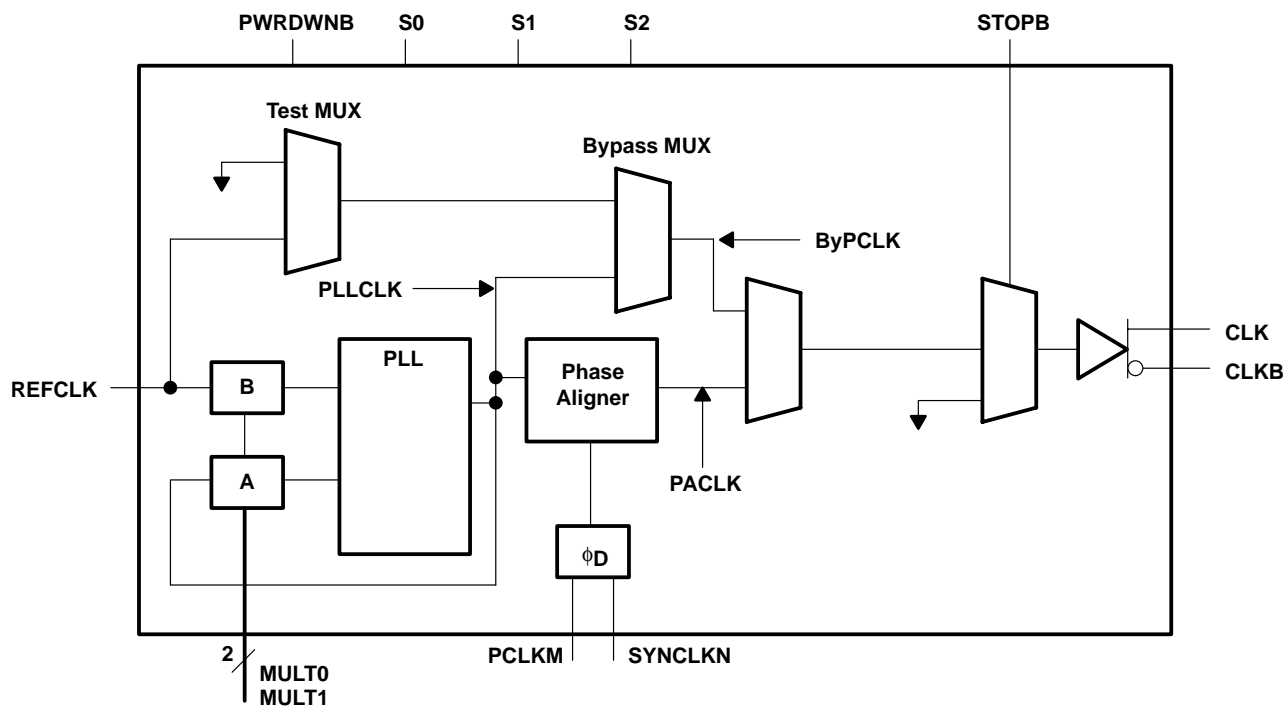 PWRDWNB S0 S1 S2 STOPB
Test MUX
Bypass MUX
ByPCLK
PLLCLK
PLL
CLK
Phase
Aligner
CLKB
REFCLK
B
A
PACLK
ϕD
2
PCLKM SYNCLKN
MULT0
MULT1